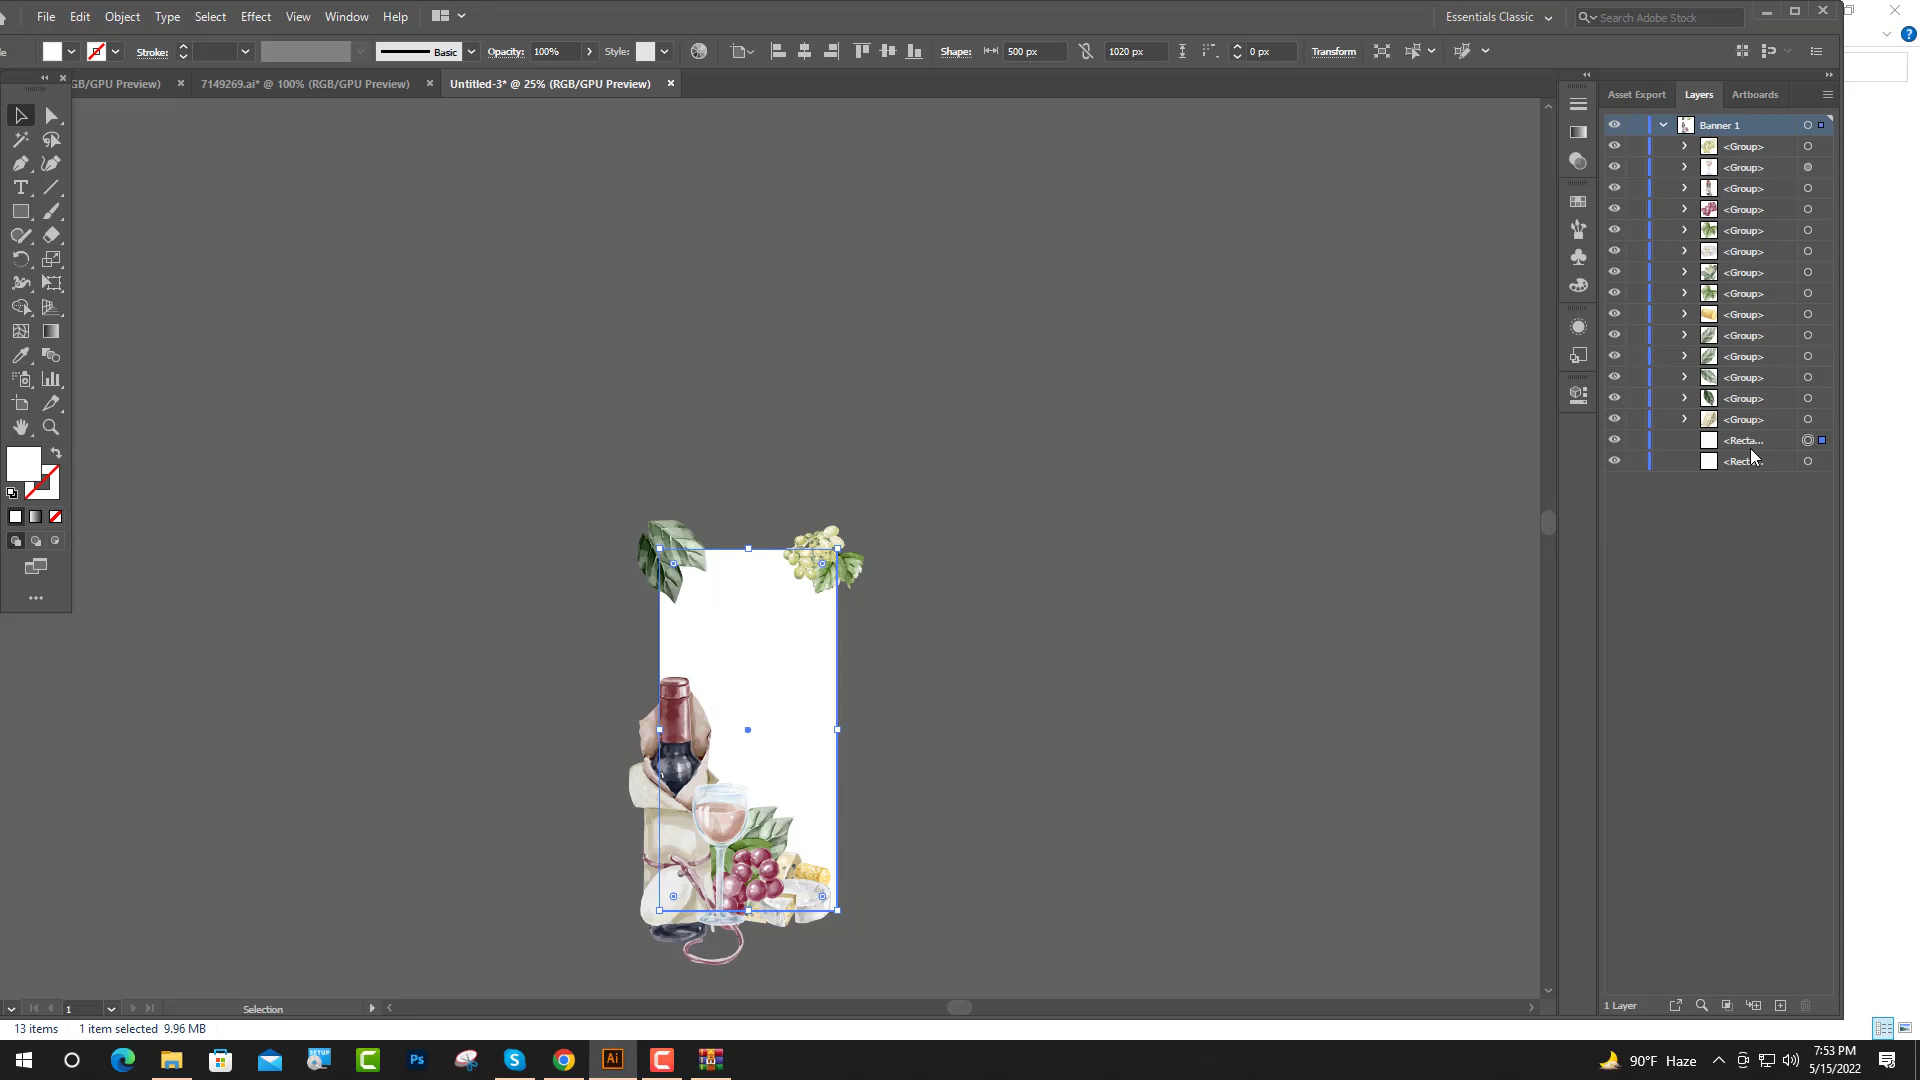 File Edit Object Type Select Effect View Window Help
Essentials Classic
Search Adobe Stock
Stroke:
Basic
Opacity: 100%
Style:
Shape:
500 px
1020 px
0 px
Transform
GB/GPU Preview)
7149269.ai* @ 100% (RGB/GPU Preview)
Untitled-3* @ 25% (RGB/GPU Preview)
Asset Export Layers Artboards
Banner 1
<Group>
<Group>
<Group>
<Group>
<Group>
<Group>
<Group>
<Group>
<Group>
<Group>
<Group>
<Group>
<Group>
<Group>
<Recta...
1
Selection
1 Layer
13 items 1 item selected 9.96 MB
SETUP
Ps
Ai
90°F Haze
7:53 PM
5/15/2022